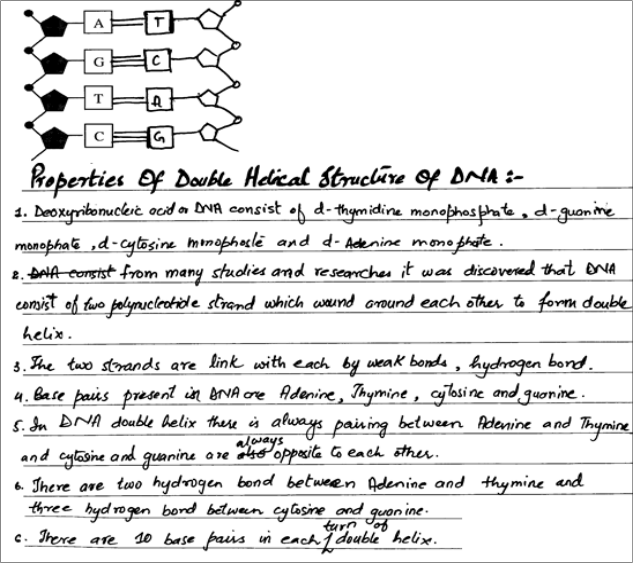 A T
G C
T A
C G
Properties Of Double Helical Structure Of DNA :-
1. Deoxyribonucleic acid or DNA consist of d-thymidine monophosphate, d-guanine
monophate, d-cytosine monophosle and d-Adenine monophate.
2. DNA consist from many studies and researches it was discovered that DNA
consist of two polynucleotide strand which wound around each other to form double
helix.
3. The two strands are link with each by weak bonds, hydrogen bond.
4. Base pairs present in DNA are Adenine, Thymine, cytosine and guanine.
5. In DNA double helix there is always pairing between Adenine and Thymine
and cytosine and guanine are always opposite to each other.
6. There are two hydrogen bond between Adenine and thymine and
three hydrogen bond between cytosine and guanine.
c. There are 10 base pairs in each turn of double helix.